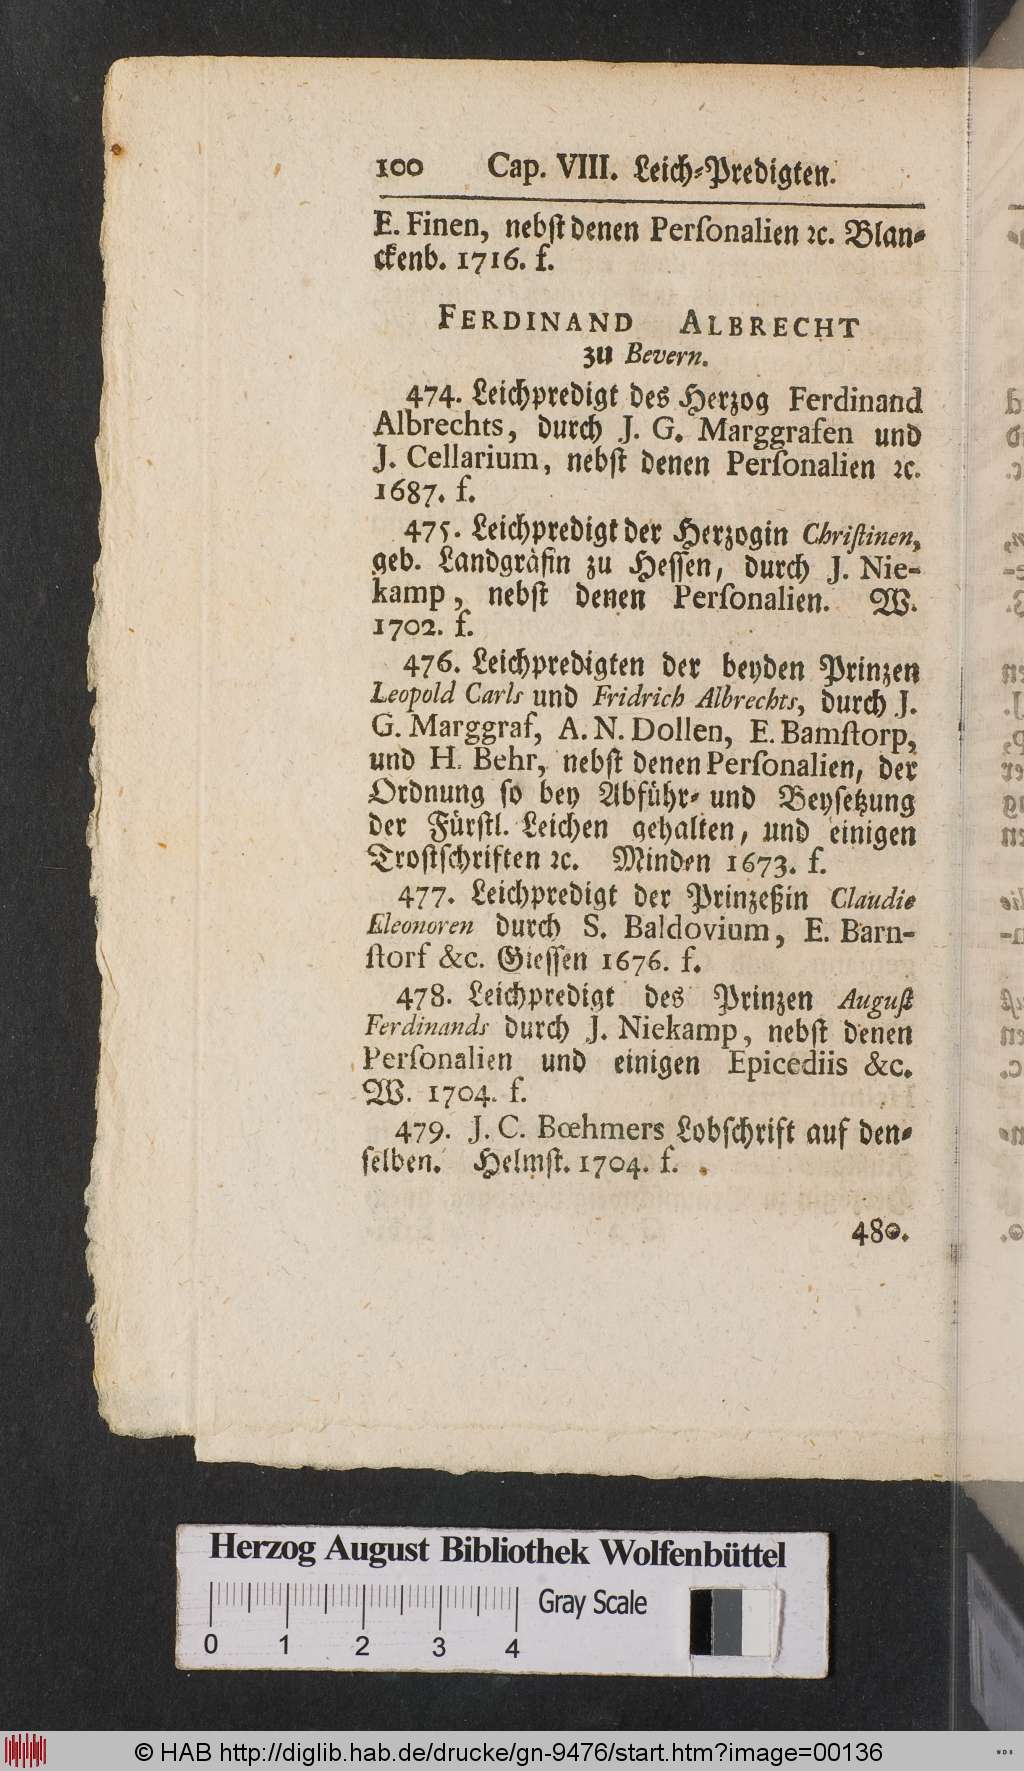 100 Cap. VIII. Leich-Predigten.
E. Finen, nebst denen Personalien ꝛc. Blan-
ckenb. 1716. f.
FERDINAND ALBRECHT
zu Bevern.
474. Leichpredigt des Herzog Ferdinand
Albrechts, durch J. G. Marggrafen und
J. Cellarium, nebst denen Personalien ꝛc.
1687. f.
475. Leichpredigt der Herzogin Christinen,
geb. Landgräfin zu Hessen, durch J. Nie-
kamp, nebst denen Personalien. W.
1702. f.
476. Leichpredigten der beyden Prinzen
Leopold Carls und Fridrich Albrechts, durch J.
G. Marggraf, A. N. Dollen, E. Bamstorp,
und H. Behr, nebst denen Personalien, der
Ordnung so bey Abführ- und Beysetzung
der Fürstl. Leichen gehalten, und einigen
Trostschriften ꝛc. Minden 1673. f.
477. Leichpredigt der Prinzeßin Claudie
Eleonoren durch S. Baldovium, E. Barn-
storf &c. Giessen 1676. f.
478. Leichpredigt des Prinzen August
Ferdinands durch J. Niekamp, nebst denen
Personalien und einigen Epicediis &c.
W. 1704. f.
479. J. C. Bœhmers Lobschrift auf den-
selben. Helmst. 1704. f.
480.
Herzog August Bibliothek Wolfenbüttel
Gray Scale
0 1 2 3 4
© HAB http://diglib.hab.de/drucke/gn-9476/start.htm?image=00136